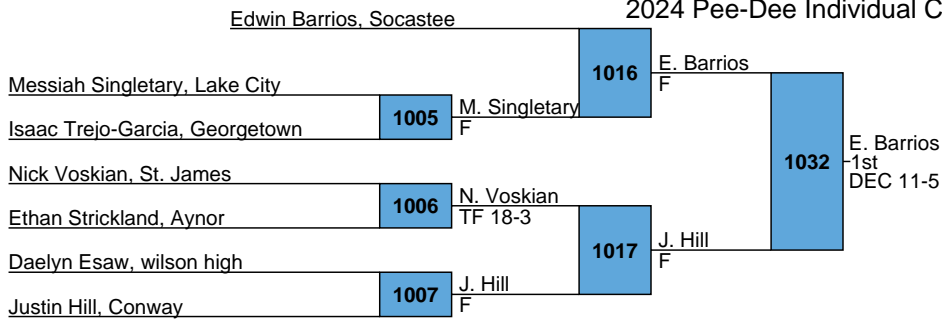 2024 Pee-Dee Individual C
Edwin Barrios, Socastee
1016
E. Barrios
F
Messiah Singletary, Lake City
1005
M. Singletary
F
Isaac Trejo-Garcia, Georgetown
1032
E. Barrios
1st
DEC 11-5
Nick Voskian, St. James
1006
N. Voskian
TF 18-3
Ethan Strickland, Aynor
1017
J. Hill
F
Daelyn Esaw, wilson high
1007
J. Hill
F
Justin Hill, Conway